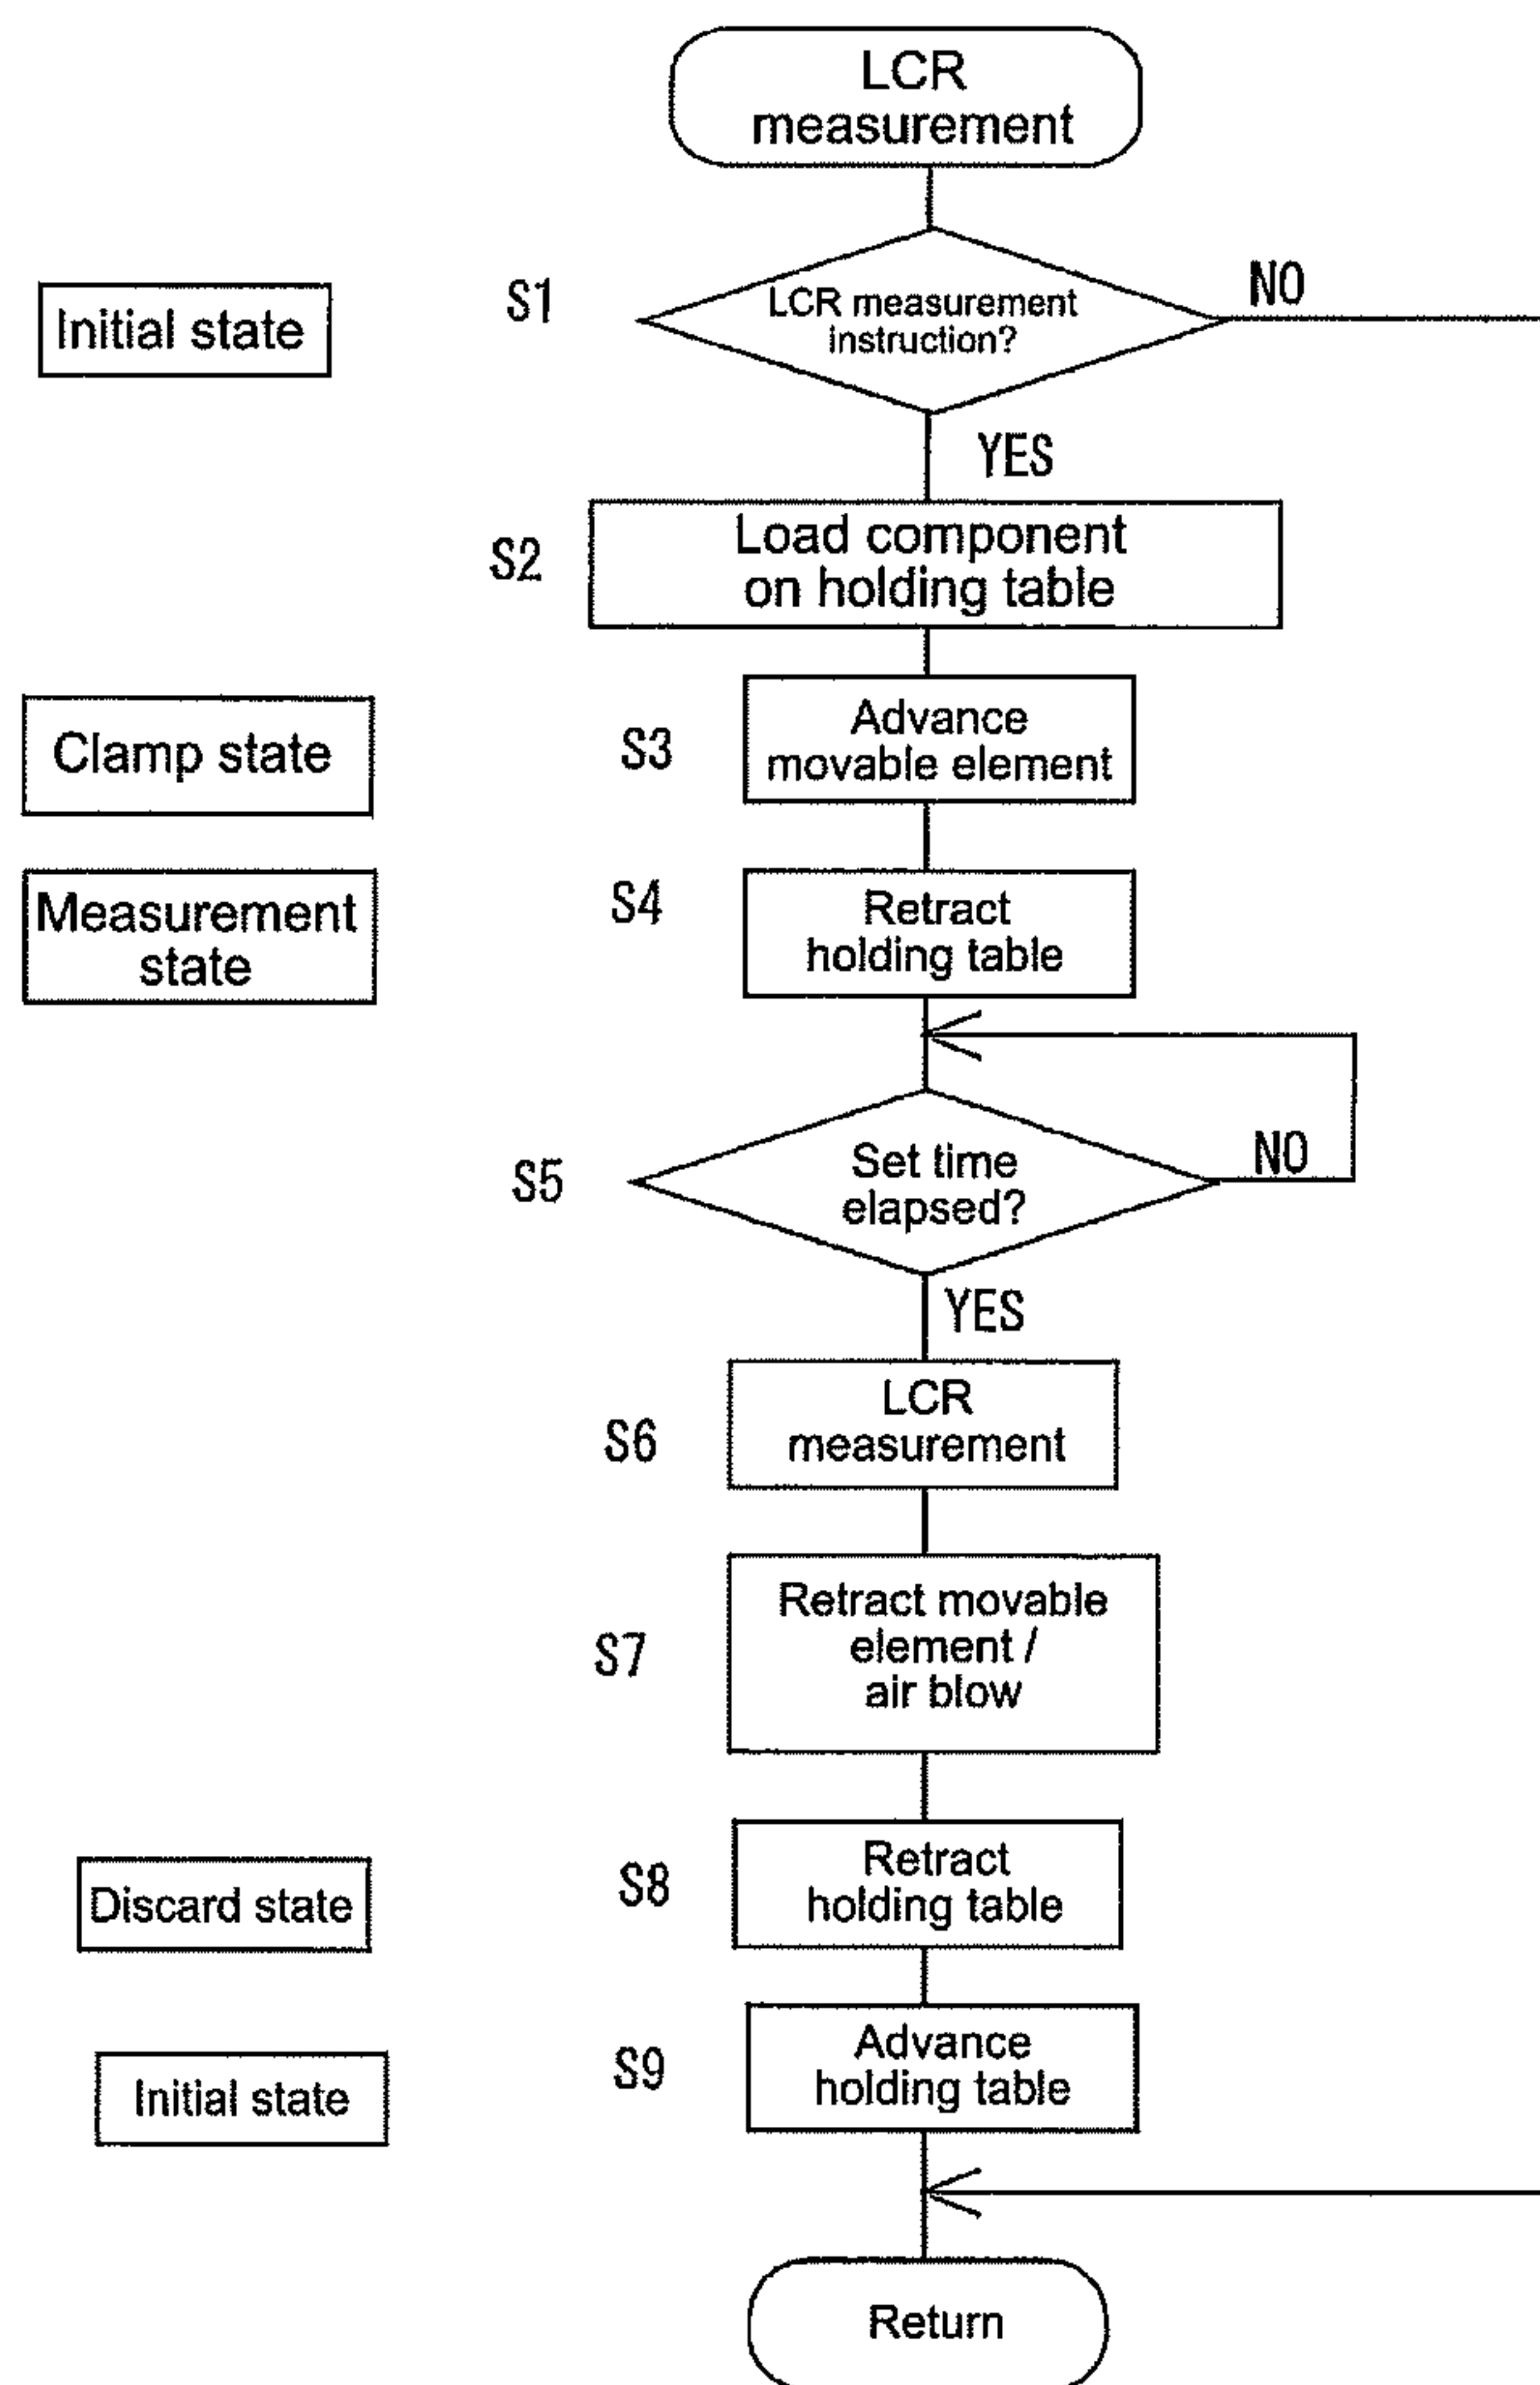 LCR
measurement
Initial state
S1
LCR measurement
instruction?
NO
YES
S2
Load component
on holding table
Clamp state
S3
Advance
movable element
Measurement
state
S4
Retract
holding table
S5
Set time
elapsed?
NO
YES
S6
LCR
measurement
S7
Retract movable
element /
air blow
Discard state
S8
Retract
holding table
Initial state
S9
Advance
holding table
Return